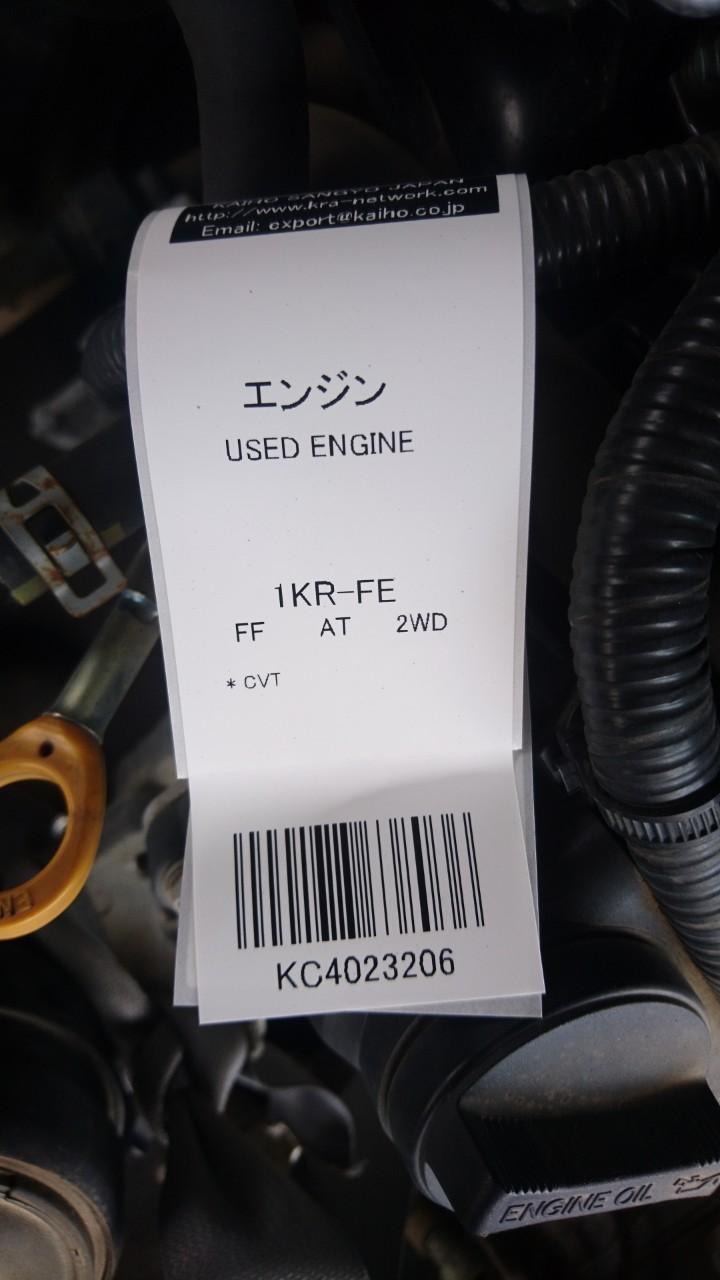 KAIHO SANGYO JAPAN
http://www.kra-network.com
Email: export@kaiho.co.jp
エンジン
USED ENGINE
1KR-FE
FF AT 2WD
* CVT
KC4023206
ENGINE OIL